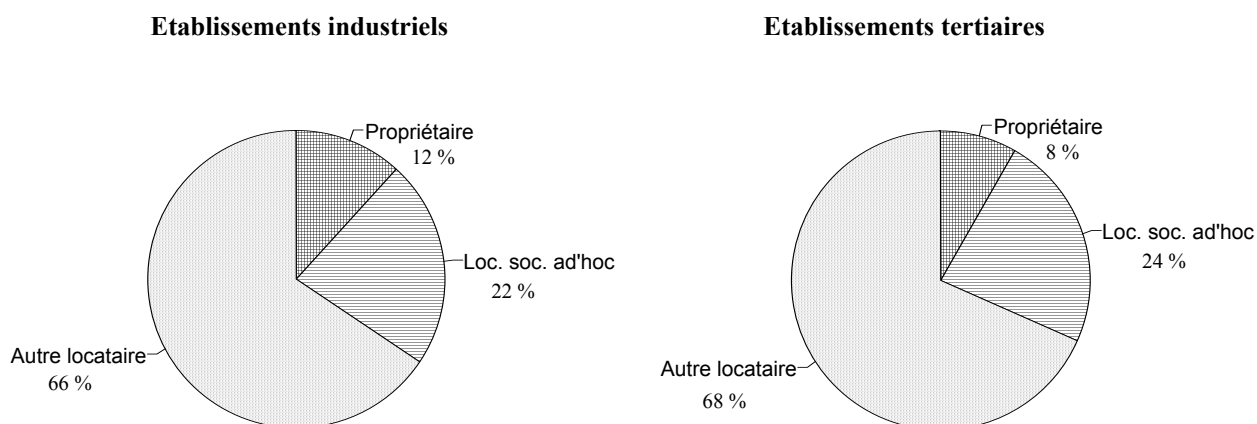 Etablissements industriels
Propriétaire
12 %
Loc. soc. ad'hoc
22 %
Autre locataire
66 %
Etablissements tertiaires
Propriétaire
8 %
Loc. soc. ad'hoc
24 %
Autre locataire
68 %